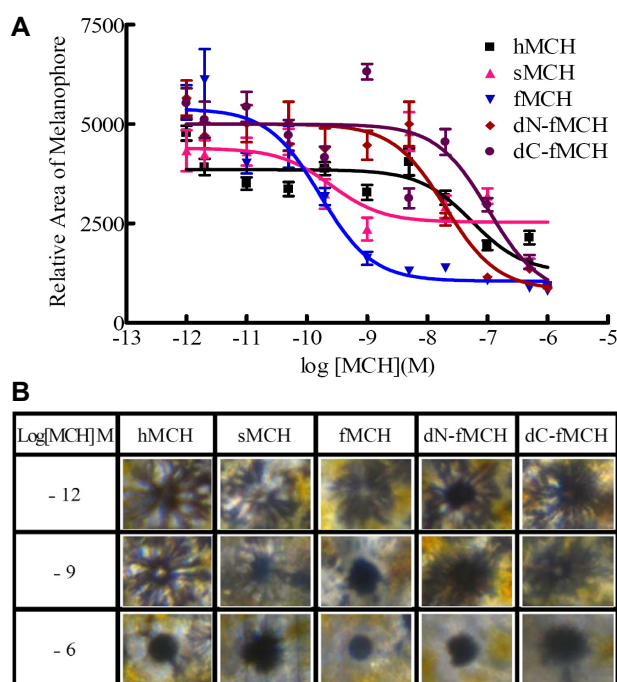 A
Relative Area of Melanophore
7500
5000
2500
0
-13 -12 -11 -10 -9 -8 -7 -6 -5
log [MCH](M)
hMCH
sMCH
fMCH
dN-fMCH
dC-fMCH
B
Log[MCH]M hMCH sMCH fMCH dN-fMCH dC-fMCH
- 12
- 9
- 6